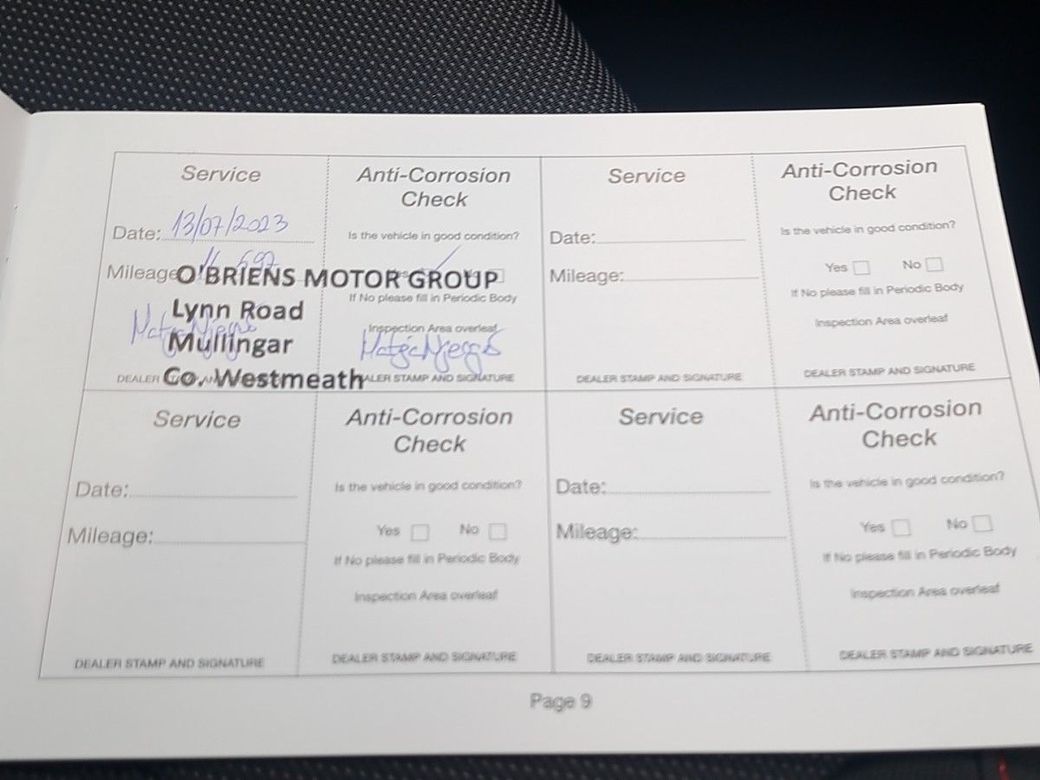 Service
Date: 13/07/2023
Mileage
O'BRIENS MOTOR GROUP
Lynn Road
Mullingar
Co. Westmeath
DEALER
Anti-Corrosion
Check
Is the vehicle in good condition?
If No please fill in Periodic Body
Inspection Area overleaf
DEALER STAMP AND SIGNATURE
Service
Date:
Mileage:
DEALER STAMP AND SIGNATURE
Anti-Corrosion
Check
Is the vehicle in good condition?
Yes No
If No please fill in Periodic Body
Inspection Area overleaf
DEALER STAMP AND SIGNATURE
Service
Date:
Mileage:
DEALER STAMP AND SIGNATURE
Anti-Corrosion
Check
Is the vehicle in good condition?
Yes No
If No please fill in Periodic Body
Inspection Area overleaf
DEALER STAMP AND SIGNATURE
Service
Date:
Mileage:
DEALER STAMP AND SIGNATURE
Anti-Corrosion
Check
Is the vehicle in good condition?
Yes No
If No please fill in Periodic Body
Inspection Area overleaf
DEALER STAMP AND SIGNATURE
Page 9